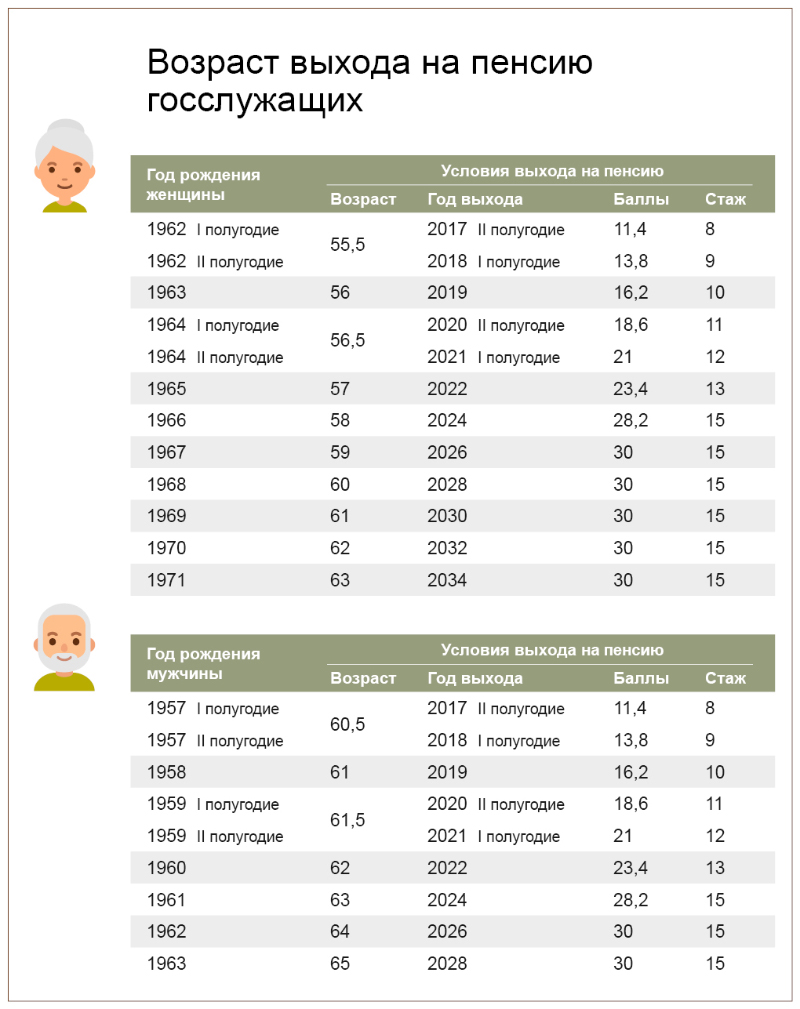 Возраст выхода на пенсию
госслужащих
Год рождения
женщины
Условия выхода на пенсию
Возраст Год выхода Баллы Стаж
1962 I полугодие 55,5 2017 II полугодие 11,4 8
1962 II полугодие 2018 I полугодие 13,8 9
1963 56 2019 16,2 10
1964 I полугодие 56,5 2020 II полугодие 18,6 11
1964 II полугодие 2021 I полугодие 21 12
1965 57 2022 23,4 13
1966 58 2024 28,2 15
1967 59 2026 30 15
1968 60 2028 30 15
1969 61 2030 30 15
1970 62 2032 30 15
1971 63 2034 30 15
Год рождения
мужчины
Условия выхода на пенсию
Возраст Год выхода Баллы Стаж
1957 I полугодие 60,5 2017 II полугодие 11,4 8
1957 II полугодие 2018 I полугодие 13,8 9
1958 61 2019 16,2 10
1959 I полугодие 61,5 2020 II полугодие 18,6 11
1959 II полугодие 2021 I полугодие 21 12
1960 62 2022 23,4 13
1961 63 2024 28,2 15
1962 64 2026 30 15
1963 65 2028 30 15